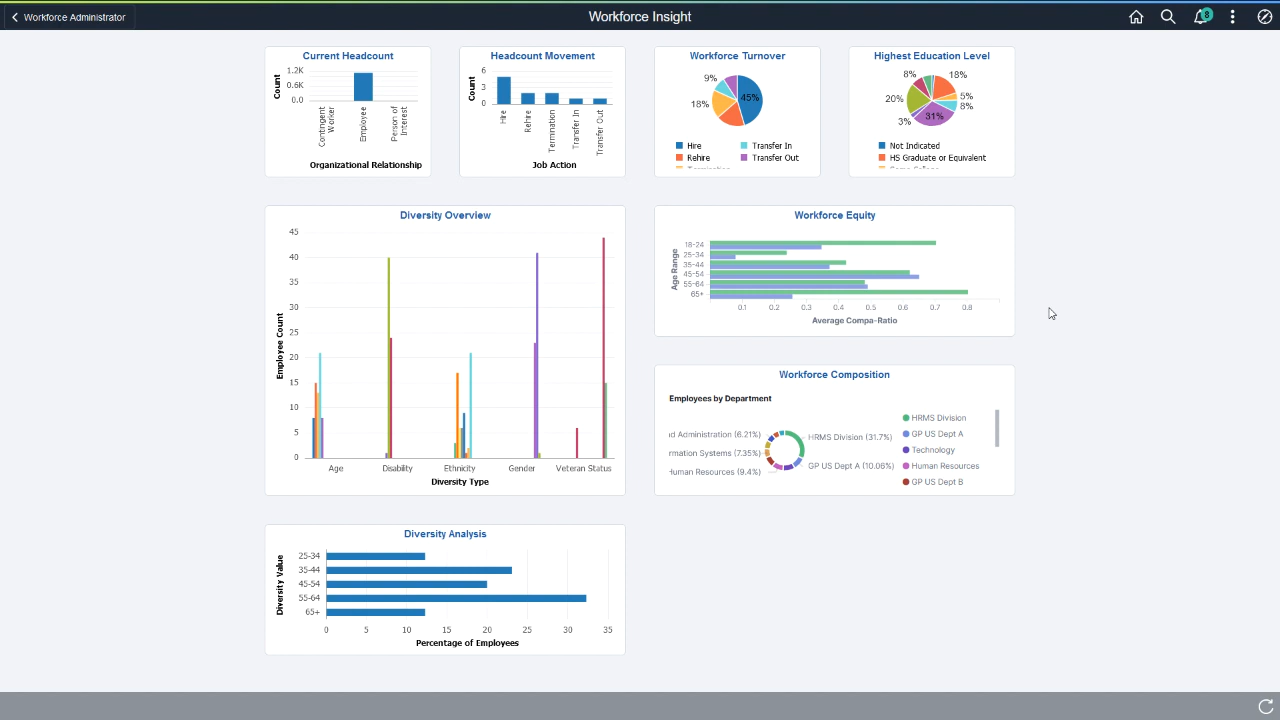 Workforce Administrator
Workforce Insight
8
Current Headcount
Count
1.2K
0.6K
0.0
Contingent Worker
Employee
Person of Interest
Organizational Relationship
Headcount Movement
Count
6
3
0
Hire
Rehire
Termination
Transfer In
Transfer Out
Job Action
Workforce Turnover
9%
18%
45%
Hire
Transfer In
Rehire
Transfer Out
Highest Education Level
8%
18%
20%
5%
8%
3%
31%
Not Indicated
HS Graduate or Equivalent
Diversity Overview
Employee Count
45
40
35
30
25
20
15
10
5
0
Age
Disability
Ethnicity
Gender
Veteran Status
Diversity Type
Workforce Equity
Age Range
18-24
25-34
35-44
45-54
55-64
65+
0.1
0.2
0.3
0.4
0.5
0.6
0.7
0.8
Average Compa-Ratio
Workforce Composition
Employees by Department
d Administration (6.21%)
rmation Systems (7.35%)
Human Resources (9.4%)
HRMS Division (31.7%)
GP US Dept A (10.06%)
HRMS Division
GP US Dept A
Technology
Human Resources
GP US Dept B
Diversity Analysis
Diversity Value
25-34
35-44
45-54
55-64
65+
0
5
10
15
20
25
30
35
Percentage of Employees